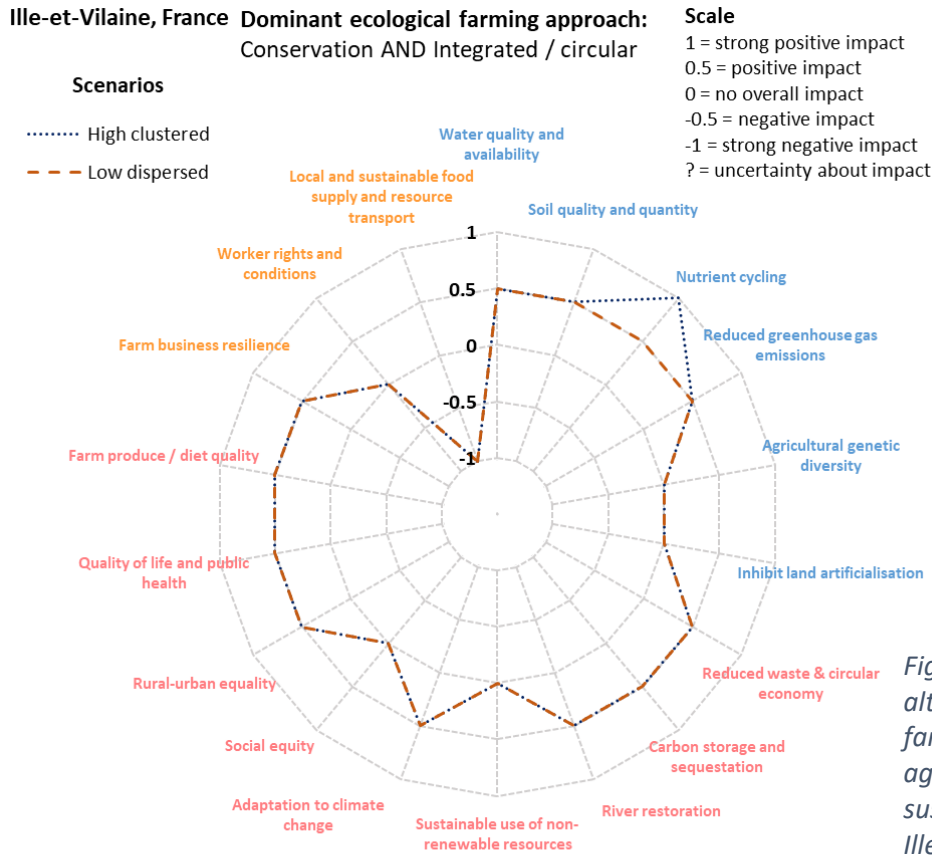 Ille-et-Vilaine, France
Dominant ecological farming approach:
Conservation AND Integrated / circular
Scale
1 = strong positive impact
0.5 = positive impact
0 = no overall impact
-0.5 = negative impact
-1 = strong negative impact
? = uncertainty about impact
Scenarios
High clustered
Low dispersed
Water quality and
availability
Soil quality and quantity
Nutrient cycling
Reduced greenhouse gas
emissions
Agricultural genetic
diversity
Inhibit land artificialisation
Reduced waste & circular
economy
Carbon storage and
sequestation
River restoration
Sustainable use of non-
renewable resources
Adaptation to climate
change
Social equity
Rural-urban equality
Quality of life and public
health
Farm produce / diet quality
Farm business resilience
Worker rights and
conditions
Local and sustainable food
supply and resource
transport
1
0.5
0
-0.5
-1
Fig
alt
far
ag
sus
Ille